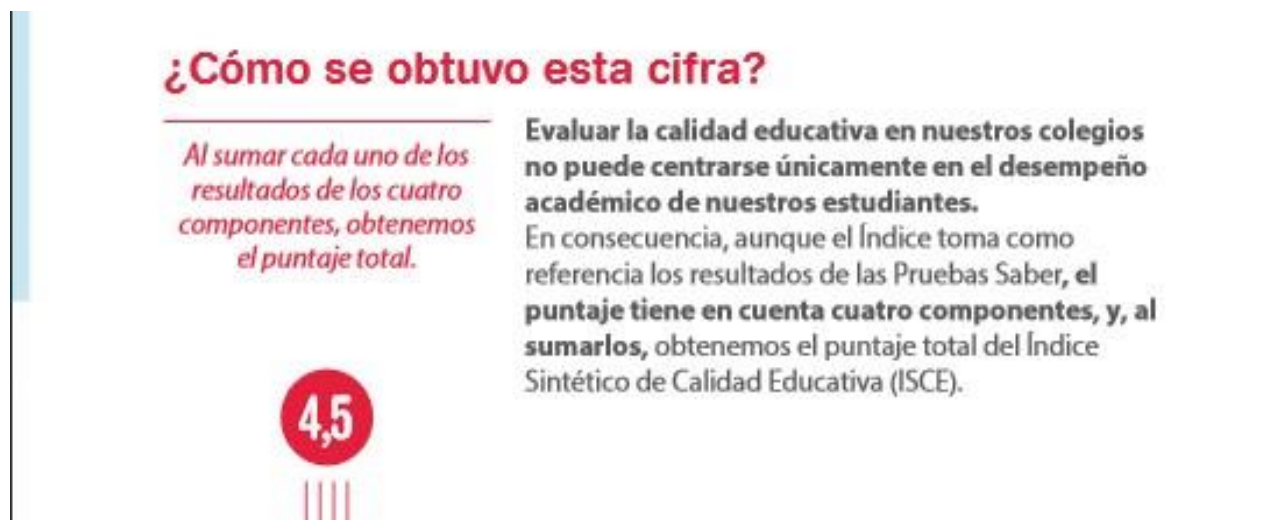 ¿Cómo se obtuvo esta cifra?
Al sumar cada uno de los
resultados de los cuatro
componentes, obtenemos
el puntaje total.
Evaluar la calidad educativa en nuestros colegios
no puede centrarse únicamente en el desempeño
académico de nuestros estudiantes.
En consecuencia, aunque el Índice toma como
referencia los resultados de las Pruebas Saber, el
puntaje tiene en cuenta cuatro componentes, y, al
sumarlos, obtenemos el puntaje total del Índice
Sintético de Calidad Educativa (ISCE).
4,5